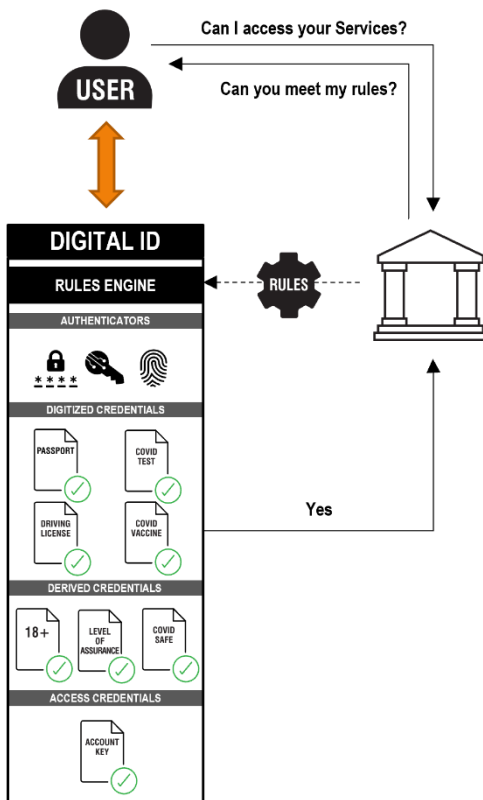 Can I access your Services?
USER
Can you meet my rules?
DIGITAL ID
RULES ENGINE
RULES
AUTHENTICATORS
****
DIGITIZED CREDENTIALS
PASSPORT
COVID
TEST
DRIVING
LICENSE
COVID
VACCINE
Yes
DERIVED CREDENTIALS
18+
LEVEL
OF
ASSURANCE
COVID
SAFE
ACCESS CREDENTIALS
ACCOUNT
KEY